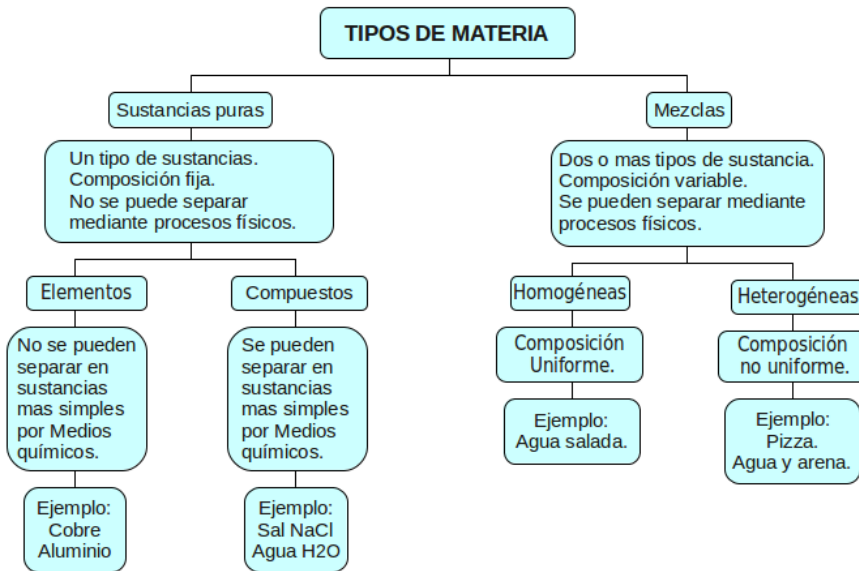 TIPOS DE MATERIA
Sustancias puras
Mezclas
Un tipo de sustancias.
Composición fija.
No se puede separar
mediante procesos físicos.
Dos o mas tipos de sustancia.
Composición variable.
Se pueden separar mediante
procesos físicos.
Elementos
Compuestos
Homogéneas
Heterogéneas
No se pueden
separar en
sustancias
mas simples
por Medios
químicos.
Se pueden
separar en
sustancias
mas simples
por Medios
químicos.
Composición
Uniforme.
Composición
no uniforme.
Ejemplo:
Agua salada.
Ejemplo:
Pizza.
Agua y arena.
Ejemplo:
Cobre
Aluminio
Ejemplo:
Sal NaCl
Agua H2O